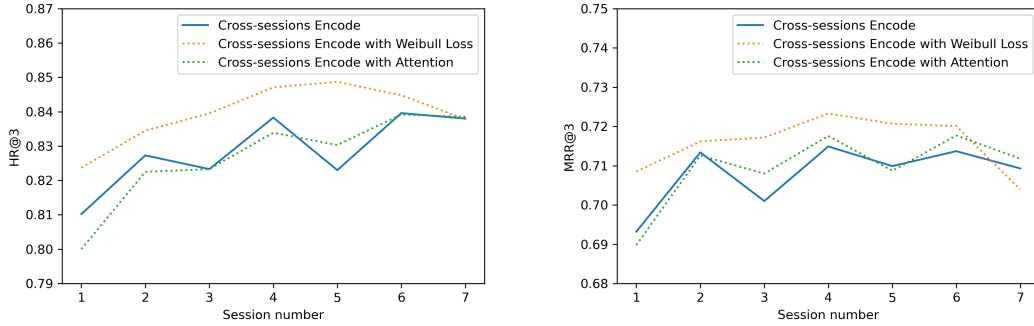 0.87
0.86
0.85
0.84
0.83
0.82
0.81
0.80
0.79
HR@3
Cross-sessions Encode
Cross-sessions Encode with Weibull Loss
Cross-sessions Encode with Attention
1 2 3 4 5 6 7
Session number
0.75
0.74
0.73
0.72
0.71
0.70
0.69
0.68
MRR@3
Cross-sessions Encode
Cross-sessions Encode with Weibull Loss
Cross-sessions Encode with Attention
1 2 3 4 5 6 7
Session number